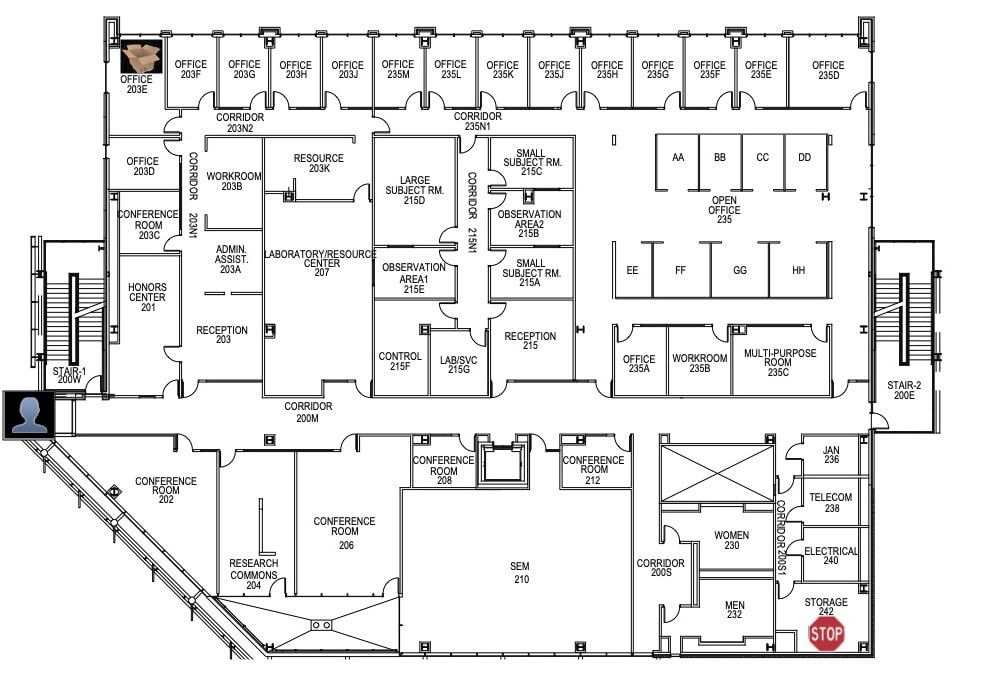 OFFICE
203E
OFFICE
203F
OFFICE
203G
OFFICE
203H
OFFICE
203J
OFFICE
235M
OFFICE
235L
OFFICE
235K
OFFICE
235J
OFFICE
235H
OFFICE
235G
OFFICE
235F
OFFICE
235E
OFFICE
235D
CORRIDOR
203N2
CORRIDOR
235N1
OFFICE
203D
CORRIDOR 203N1
WORKROOM
203B
RESOURCE
203K
LARGE
SUBJECT RM.
215D
CORRIDOR 215N1
SMALL
SUBJECT RM.
215C
AA
BB
CC
DD
CONFERENCE
ROOM
203C
OBSERVATION
AREA2
215B
OPEN
OFFICE
235
ADMIN.
ASSIST.
203A
LABORATORY/RESOURCE
CENTER
207
OBSERVATION
AREA1
215E
SMALL
SUBJECT RM.
215A
EE
FF
GG
HH
HONORS
CENTER
201
RECEPTION
203
RECEPTION
215
CONTROL
215F
LAB/SVC
215G
OFFICE
235A
WORKROOM
235B
MULTI-PURPOSE
ROOM
235C
STAIR-1
200W
STAIR-2
200E
CORRIDOR
200M
CONFERENCE
ROOM
202
CONFERENCE
ROOM
208
CONFERENCE
ROOM
212
JAN
236
TELECOM
238
CONFERENCE
ROOM
206
WOMEN
230
CORRIDOR 200S1
ELECTRICAL
240
RESEARCH
COMMONS
204
SEM
210
CORRIDOR
200S
MEN
232
STORAGE
242
STOP